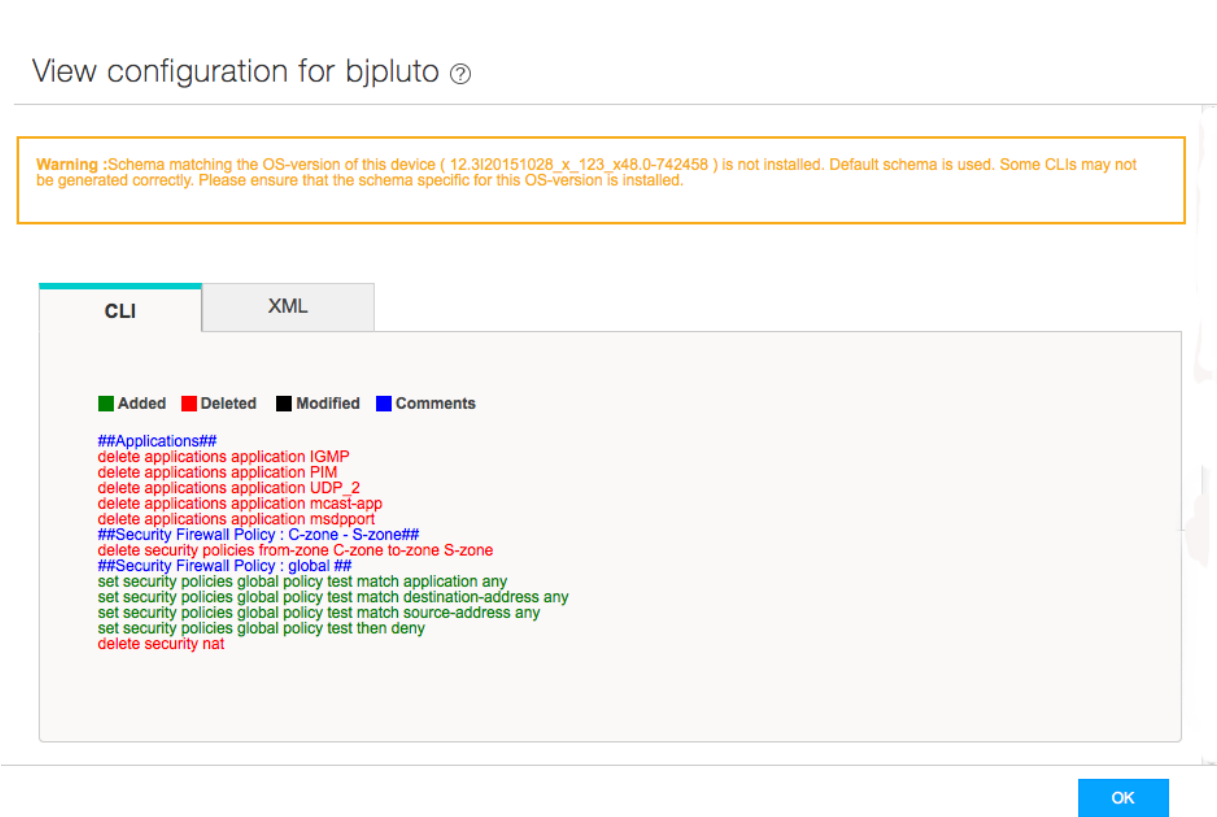 View configuration for bjpluto ?
Warning :Schema matching the OS-version of this device ( 12.3I20151028_x_123_x48.0-742458 ) is not installed. Default schema is used. Some CLIs may not
be generated correctly. Please ensure that the schema specific for this OS-version is installed.
CLI XML
Added Deleted Modified Comments
##Applications##
delete applications application IGMP
delete applications application PIM
delete applications application UDP_2
delete applications application mcast-app
delete applications application msdpport
##Security Firewall Policy : C-zone - S-zone##
delete security policies from-zone C-zone to-zone S-zone
##Security Firewall Policy : global ##
set security policies global policy test match application any
set security policies global policy test match destination-address any
set security policies global policy test match source-address any
set security policies global policy test then deny
delete security nat
OK